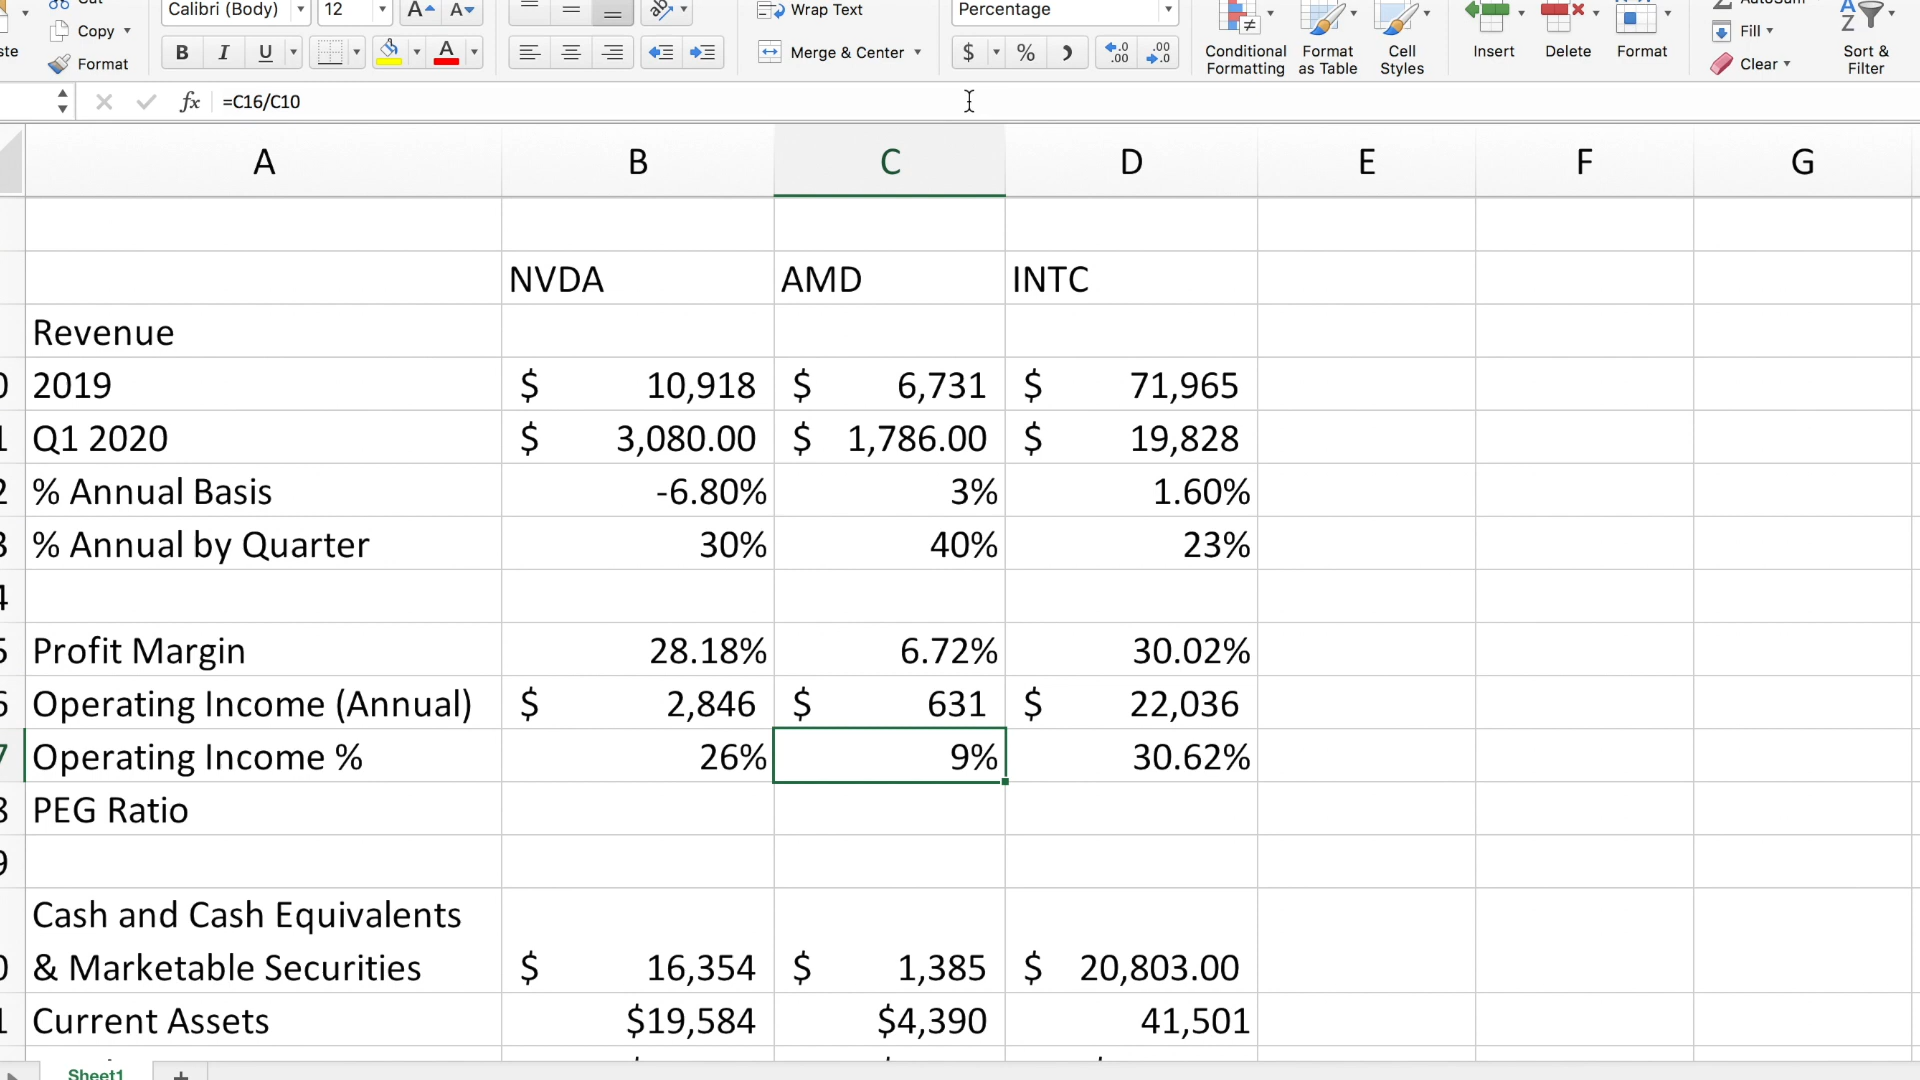 Calibri (Body) 12 A A Wrap Text Percentage Fill
Copy
Format B I U A Merge & Center $ % .0 .00 .00 .0 Conditional Formatting Format as Table Cell Styles Insert Delete Format Clear Sort & Filter
fx =C16/C10
A B C D E F G
NVDA AMD INTC
Revenue
2019 $ 10,918 $ 6,731 $ 71,965
Q1 2020 $ 3,080.00 $ 1,786.00 $ 19,828
% Annual Basis -6.80% 3% 1.60%
% Annual by Quarter 30% 40% 23%
Profit Margin 28.18% 6.72% 30.02%
Operating Income (Annual) $ 2,846 $ 631 $ 22,036
Operating Income % 26% 9% 30.62%
PEG Ratio
Cash and Cash Equivalents
& Marketable Securities $ 16,354 $ 1,385 $ 20,803.00
Current Assets $19,584 $4,390 41,501
Sheet1 +